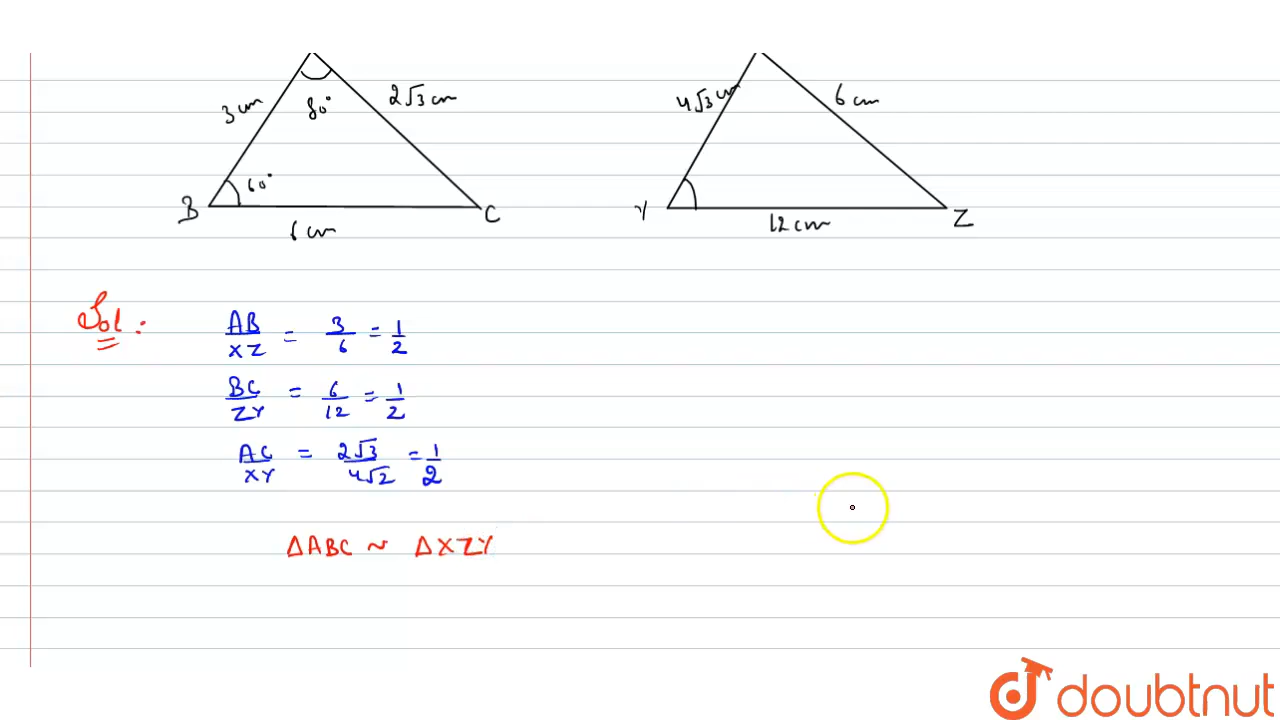 3 cm 80° 2√3 cm
4√3 cm 6 cm
60°
B 6 cm C
Y 12 cm Z
Sol :
AB/XZ = 3/6 = 1/2
BC/ZY = 6/12 = 1/2
AC/XY = 2√3/4√2 = 1/2
ΔABC ~ ΔXZY
doubtnut